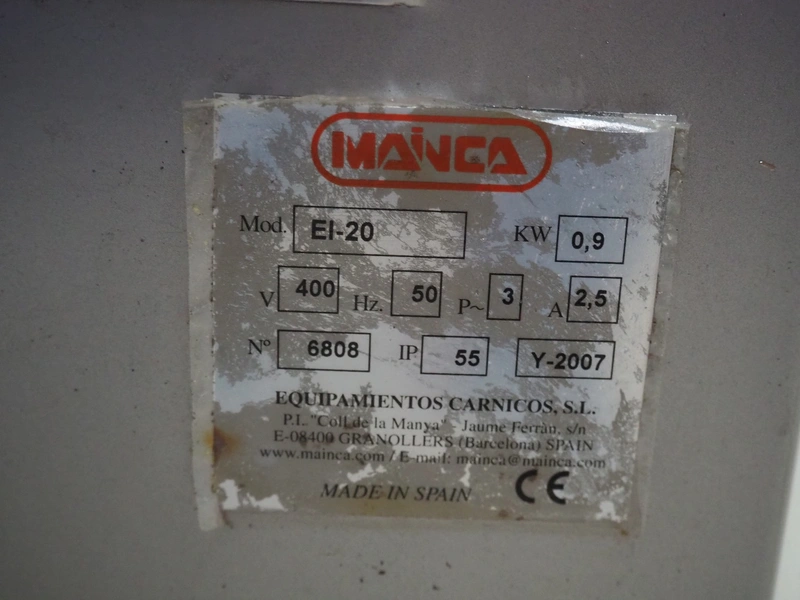 MAINCA
Mod. EI-20 KW 0,9
V 400 Hz. 50 P~ 3 A 2,5
Nº 6808 IP 55 Y-2007
EQUIPAMIENTOS CARNICOS, S.L.
P.I. "Coll de la Manya" Jaume Ferràn, s/n
E-08400 GRANOLLERS (Barcelona) SPAIN
www.mainca.com / E-mail: mainca@mainca.com
MADE IN SPAIN CE